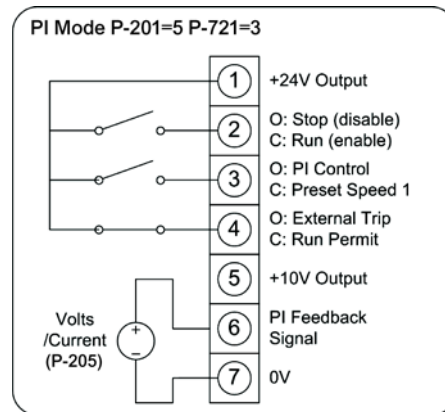 PI Mode P-201=5 P-721=3
1 +24V Output
2 O: Stop (disable)
C: Run (enable)
3 O: PI Control
C: Preset Speed 1
4 O: External Trip
C: Run Permit
5 +10V Output
6 PI Feedback
Signal
7 0V
Volts
/Current
(P-205)
+
−